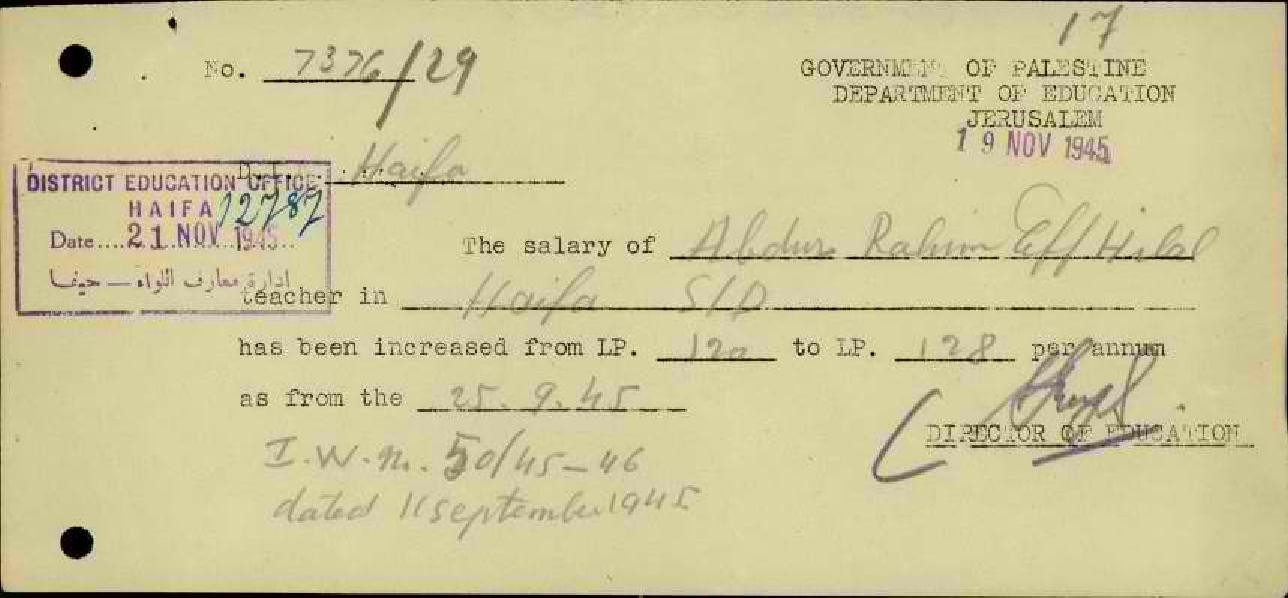 17
No. 7376/29
GOVERNMENT OF PALESTINE
DEPARTMENT OF EDUCATION
JERUSALEM
19 NOV 1945
D.E. Haifa
DISTRICT EDUCATION OFFICE
HAIFA 12787
Date....21 NOV 1945..
ادارة معارف اللواء — حيفا
The salary of Abdur Rahim Eff Hilal
teacher in Haifa S/D
has been increased from LP. 120 to LP. 128 per annum
as from the 25.9.45
DIRECTOR OF EDUCATION
I.W.M. 50/45-46
dated 11 September 1945